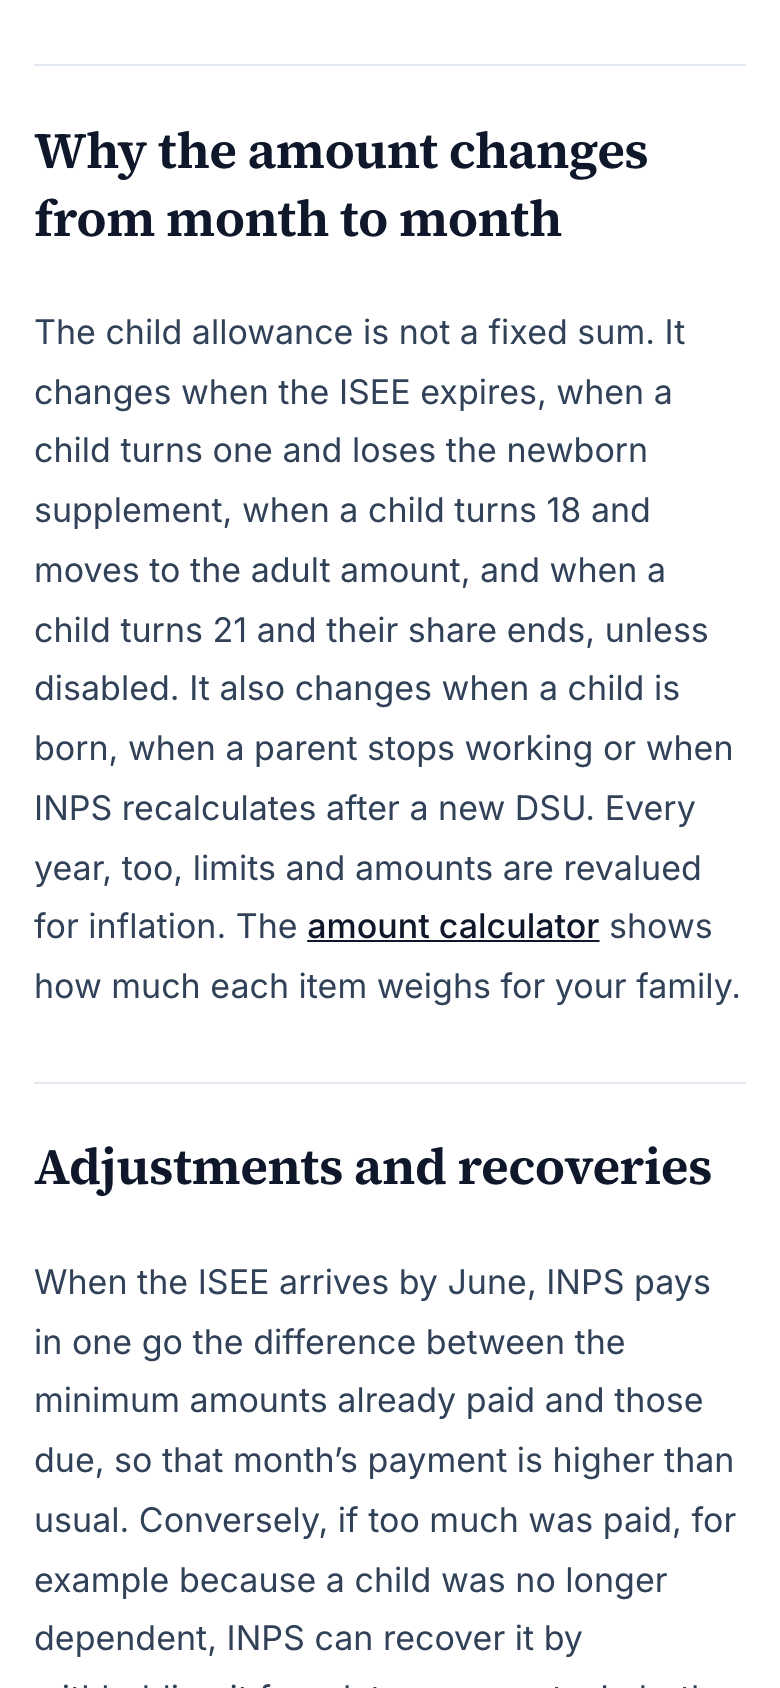 Why the amount changes
from month to month
The child allowance is not a fixed sum. It
changes when the ISEE expires, when a
child turns one and loses the newborn
supplement, when a child turns 18 and
moves to the adult amount, and when a
child turns 21 and their share ends, unless
disabled. It also changes when a child is
born, when a parent stops working or when
INPS recalculates after a new DSU. Every
year, too, limits and amounts are revalued
for inflation. The amount calculator shows
how much each item weighs for your family.
Adjustments and recoveries
When the ISEE arrives by June, INPS pays
in one go the difference between the
minimum amounts already paid and those
due, so that month’s payment is higher than
usual. Conversely, if too much was paid, for
example because a child was no longer
dependent, INPS can recover it by